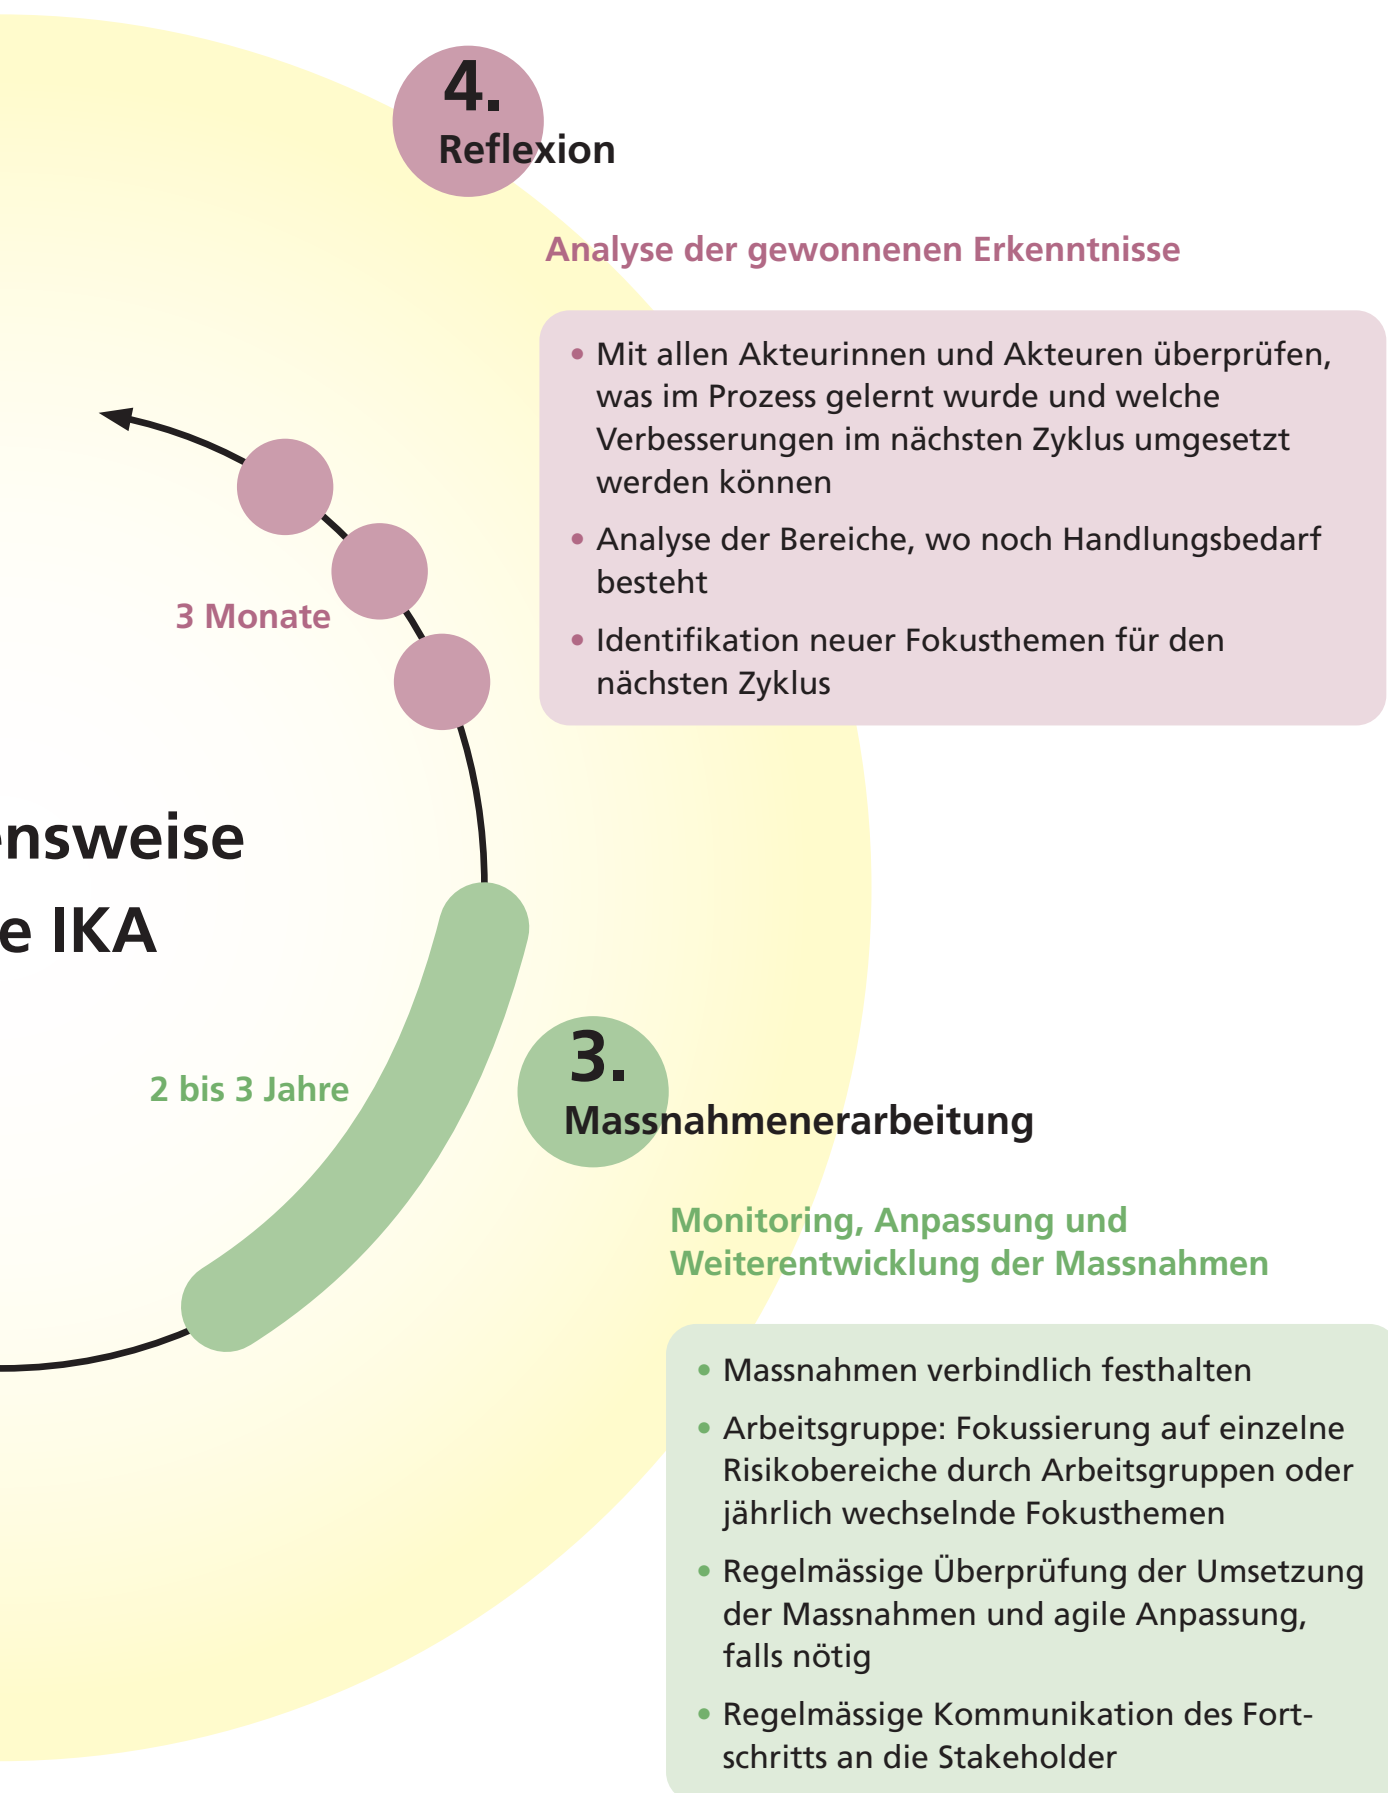 4.
Reflexion
Analyse der gewonnenen Erkenntnisse
• Mit allen Akteurinnen und Akteuren überprüfen,
was im Prozess gelernt wurde und welche
Verbesserungen im nächsten Zyklus umgesetzt
werden können
• Analyse der Bereiche, wo noch Handlungsbedarf
besteht
• Identifikation neuer Fokusthemen für den
nächsten Zyklus
3 Monate
ensweise
e IKA
2 bis 3 Jahre
3.
Massnahmenerarbeitung
Monitoring, Anpassung und
Weiterentwicklung der Massnahmen
• Massnahmen verbindlich festhalten
• Arbeitsgruppe: Fokussierung auf einzelne
Risikobereiche durch Arbeitsgruppen oder
jährlich wechselnde Fokusthemen
• Regelmässige Überprüfung der Umsetzung
der Massnahmen und agile Anpassung,
falls nötig
• Regelmässige Kommunikation des Fort-
schritts an die Stakeholder